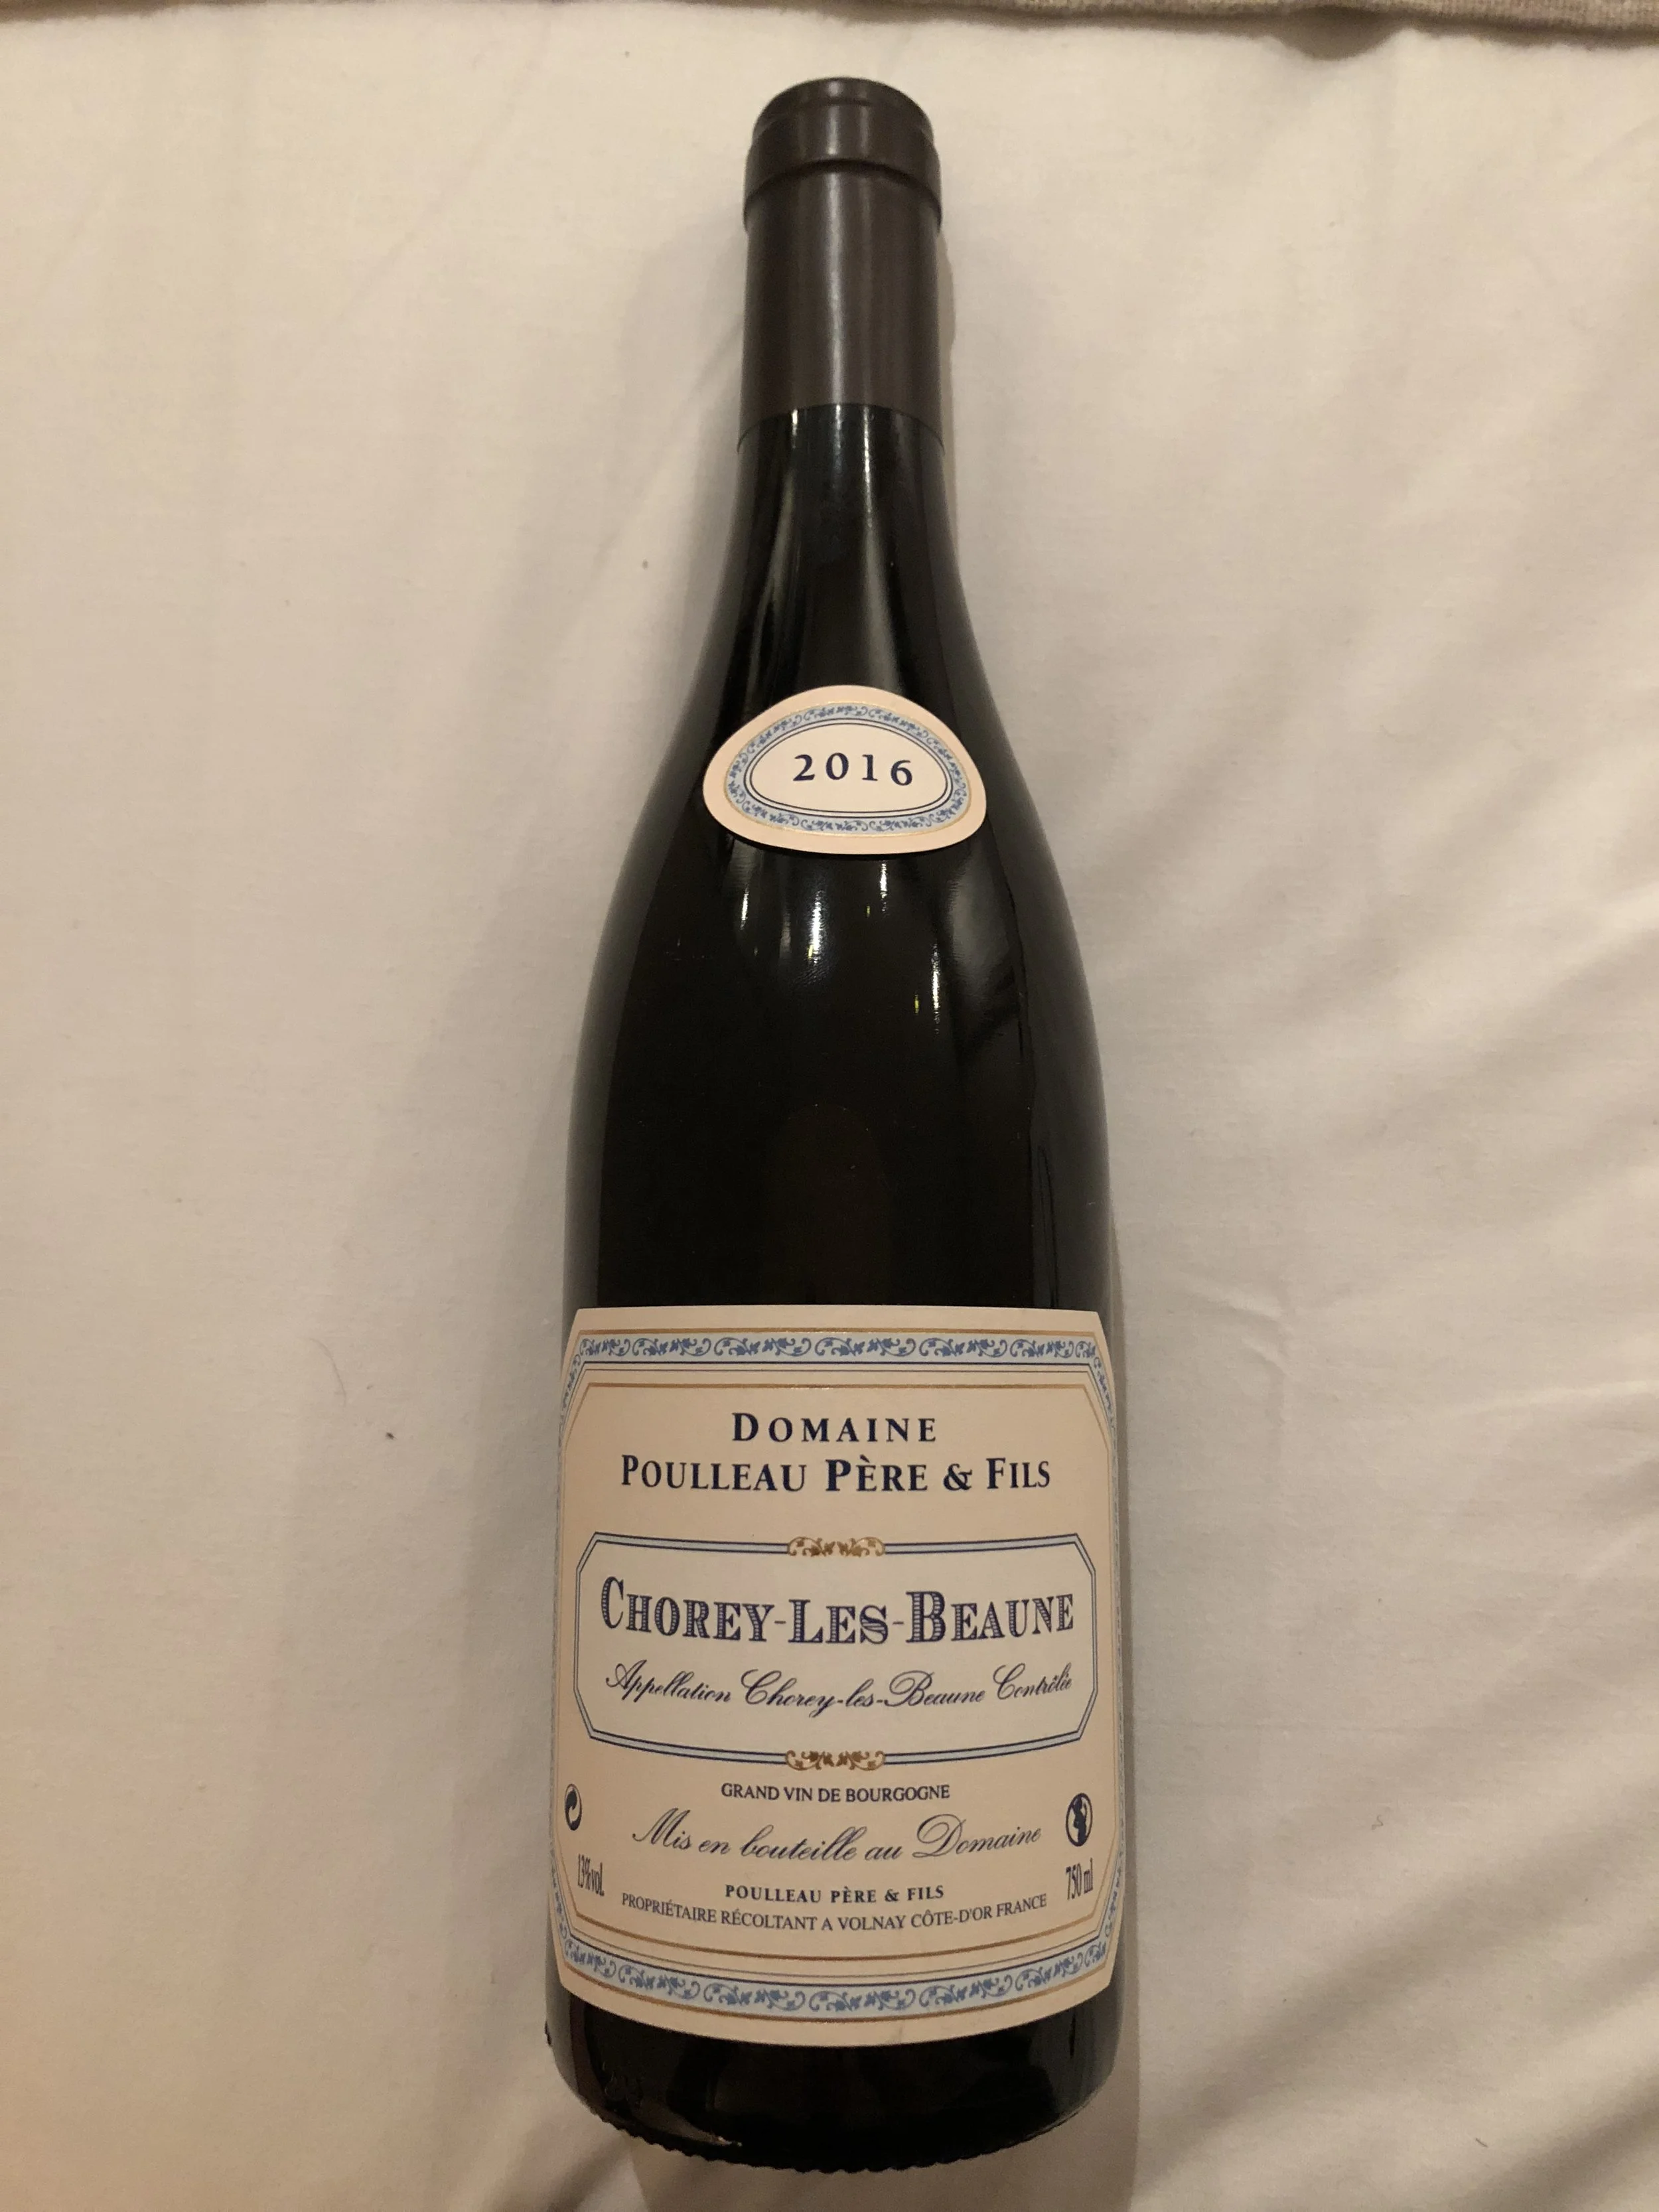 2016
DOMAINE
POULLEAU PÈRE & FILS
CHOREY-LES-BEAUNE
Appellation Chorey-les-Beaune Contrôlée
GRAND VIN DE BOURGOGNE
Mis en bouteille au Domaine
13%vol. 750 ml
POULLEAU PÈRE & FILS
PROPRIÉTAIRE RÉCOLTANT A VOLNAY CÔTE-D'OR FRANCE